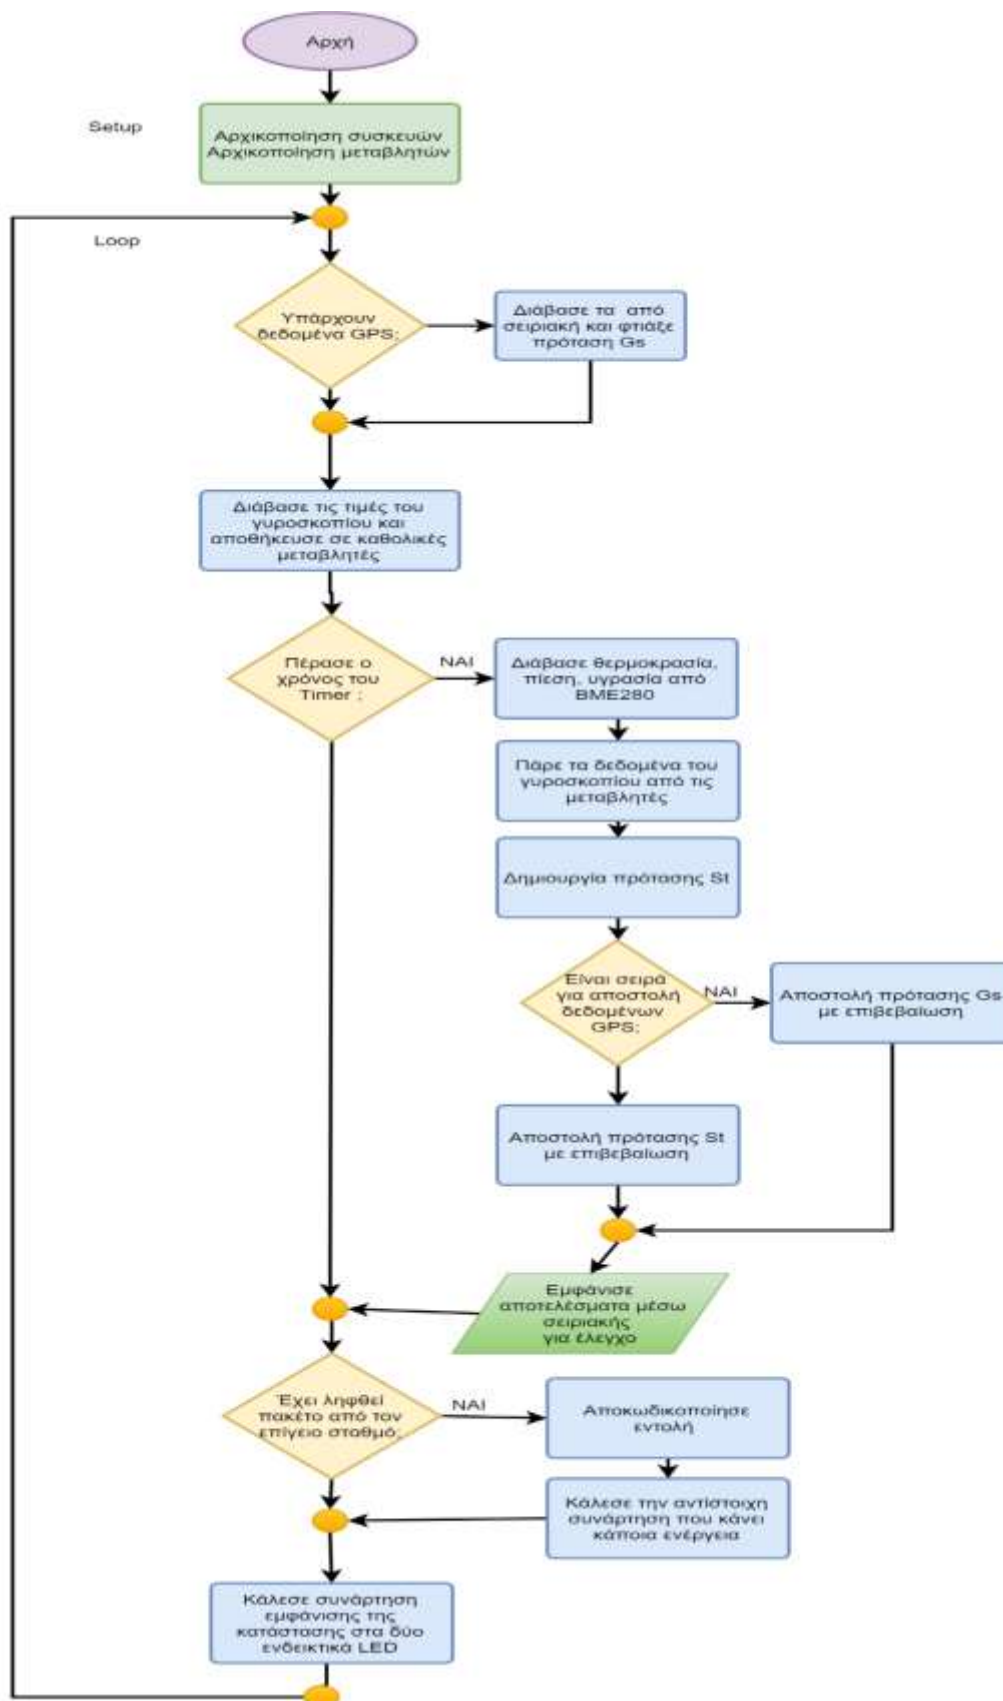 Αρχή
Setup
Αρχικοποίηση συσκευών
Αρχικοποίηση μεταβλητών
Loop
Υπάρχουν
δεδομένα GPS;
Διάβασε τα από
σειριακή και φτιάξε
πρόταση Gs
Διάβασε τις τιμές του
γυροσκοπίου και
αποθήκευσε σε καθολικές
μεταβλητές
Πέρασε ο
χρόνος του
Timer ;
ΝΑΙ
Διάβασε θερμοκρασία,
πίεση, υγρασία από
BME280
Πάρε τα δεδομένα του
γυροσκοπίου από τις
μεταβλητές
Δημιουργία πρότασης St
Είναι σειρά
για αποστολή
δεδομένων
GPS;
ΝΑΙ
Αποστολή πρότασης Gs
με επιβεβαίωση
Αποστολή πρότασης St
με επιβεβαίωση
Εμφάνισε
αποτελέσματα μέσω
σειριακής
για έλεγχο
Έχει ληφθεί
πακέτο από τον
επίγειο σταθμό;
ΝΑΙ
Αποκωδικοποίησε
εντολή
Κάλεσε την αντίστοιχη
συνάρτηση που κάνει
κάποια ενέργεια
Κάλεσε συνάρτηση
εμφάνισης της
κατάστασης στα δύο
ενδεικτικά LED